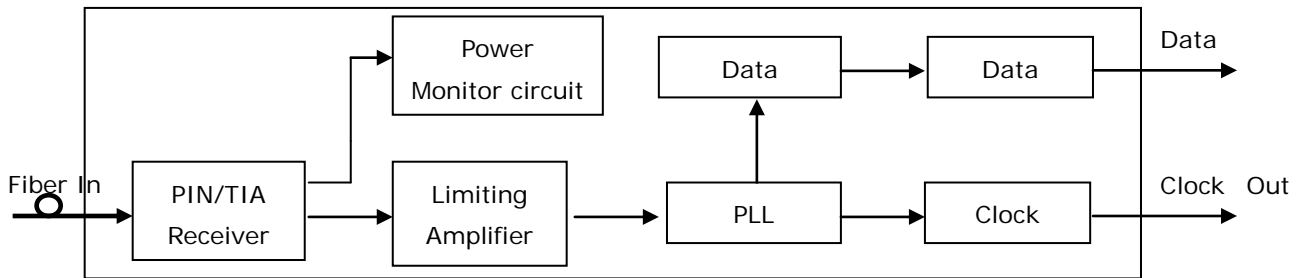 Power
Monitor circuit
Data
Data
Data
Fiber In
PIN/TIA
Receiver
Limiting
Amplifier
PLL
Clock
Clock Out